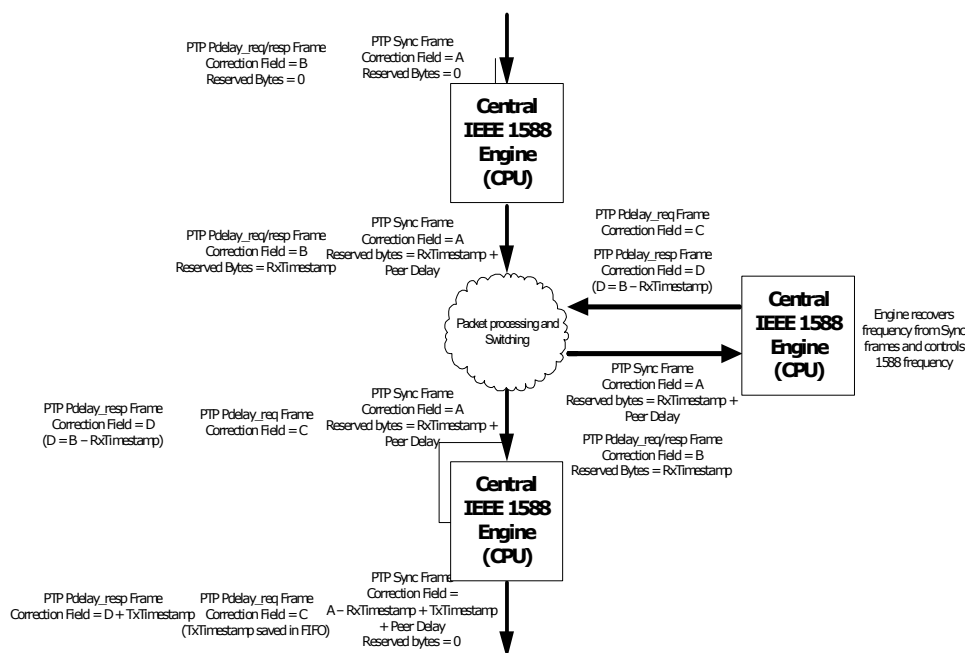 PTP Pdelay_req/resp Frame
Correction Field = B
Reserved Bytes = 0
PTP Sync Frame
Correction Field = A
Reserved Bytes = 0
Central
IEEE 1588
Engine
(CPU)
PTP Pdelay_req/resp Frame
Correction Field = B
Reserved Bytes = RxTimestamp
PTP Sync Frame
Correction Field = A
Reserved bytes = RxTimestamp +
Peer Delay
PTP Pdelay_req Frame
Correction Field = C
PTP Pdelay_resp Frame
Correction Field = D
(D = B – RxTimestamp)
Packet processing and
Switching
Central
IEEE 1588
Engine
(CPU)
Engine recovers
frequency from Sync
frames and controls
1588 frequency
PTP Sync Frame
Correction Field = A
Reserved bytes = RxTimestamp +
Peer Delay
PTP Pdelay_req/resp Frame
Correction Field = B
Reserved Bytes = RxTimestamp
PTP Pdelay_resp Frame
Correction Field = D
(D = B – RxTimestamp)
PTP Pdelay_req Frame
Correction Field = C
PTP Sync Frame
Correction Field = A
Reserved bytes = RxTimestamp +
Peer Delay
Central
IEEE 1588
Engine
(CPU)
PTP Pdelay_resp Frame
Correction Field = D + TxTimestamp
PTP Pdelay_req Frame
Correction Field = C
(TxTimestamp saved in FIFO)
PTP Sync Frame
Correction Field =
A – RxTimestamp + TxTimestamp
+ Peer Delay
Reserved bytes = 0